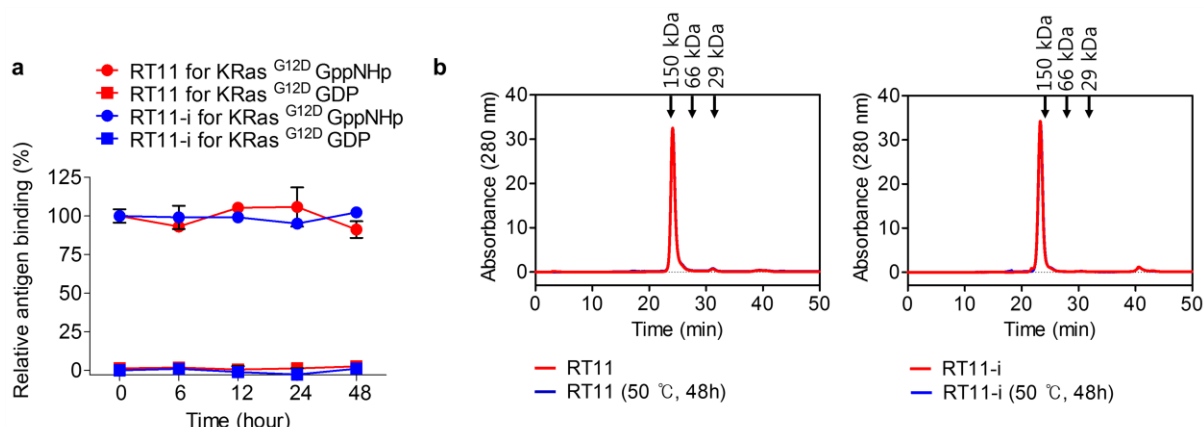 a
RT11 for KRas G12D GppNHp
RT11 for KRas G12D GDP
RT11-i for KRas G12D GppNHp
RT11-i for KRas G12D GDP
Relative antigen binding (%)
125
100
75
50
25
0
0 6 12 24 48
Time (hour)
b
150 kDa
66 kDa
29 kDa
Absorbance (280 nm)
40
30
20
10
0
0 10 20 30 40 50
Time (min)
RT11
RT11 (50 ℃, 48h)
150 kDa
66 kDa
29 kDa
Absorbance (280 nm)
40
30
20
10
0
0 10 20 30 40 50
Time (min)
RT11-i
RT11-i (50 ℃, 48h)